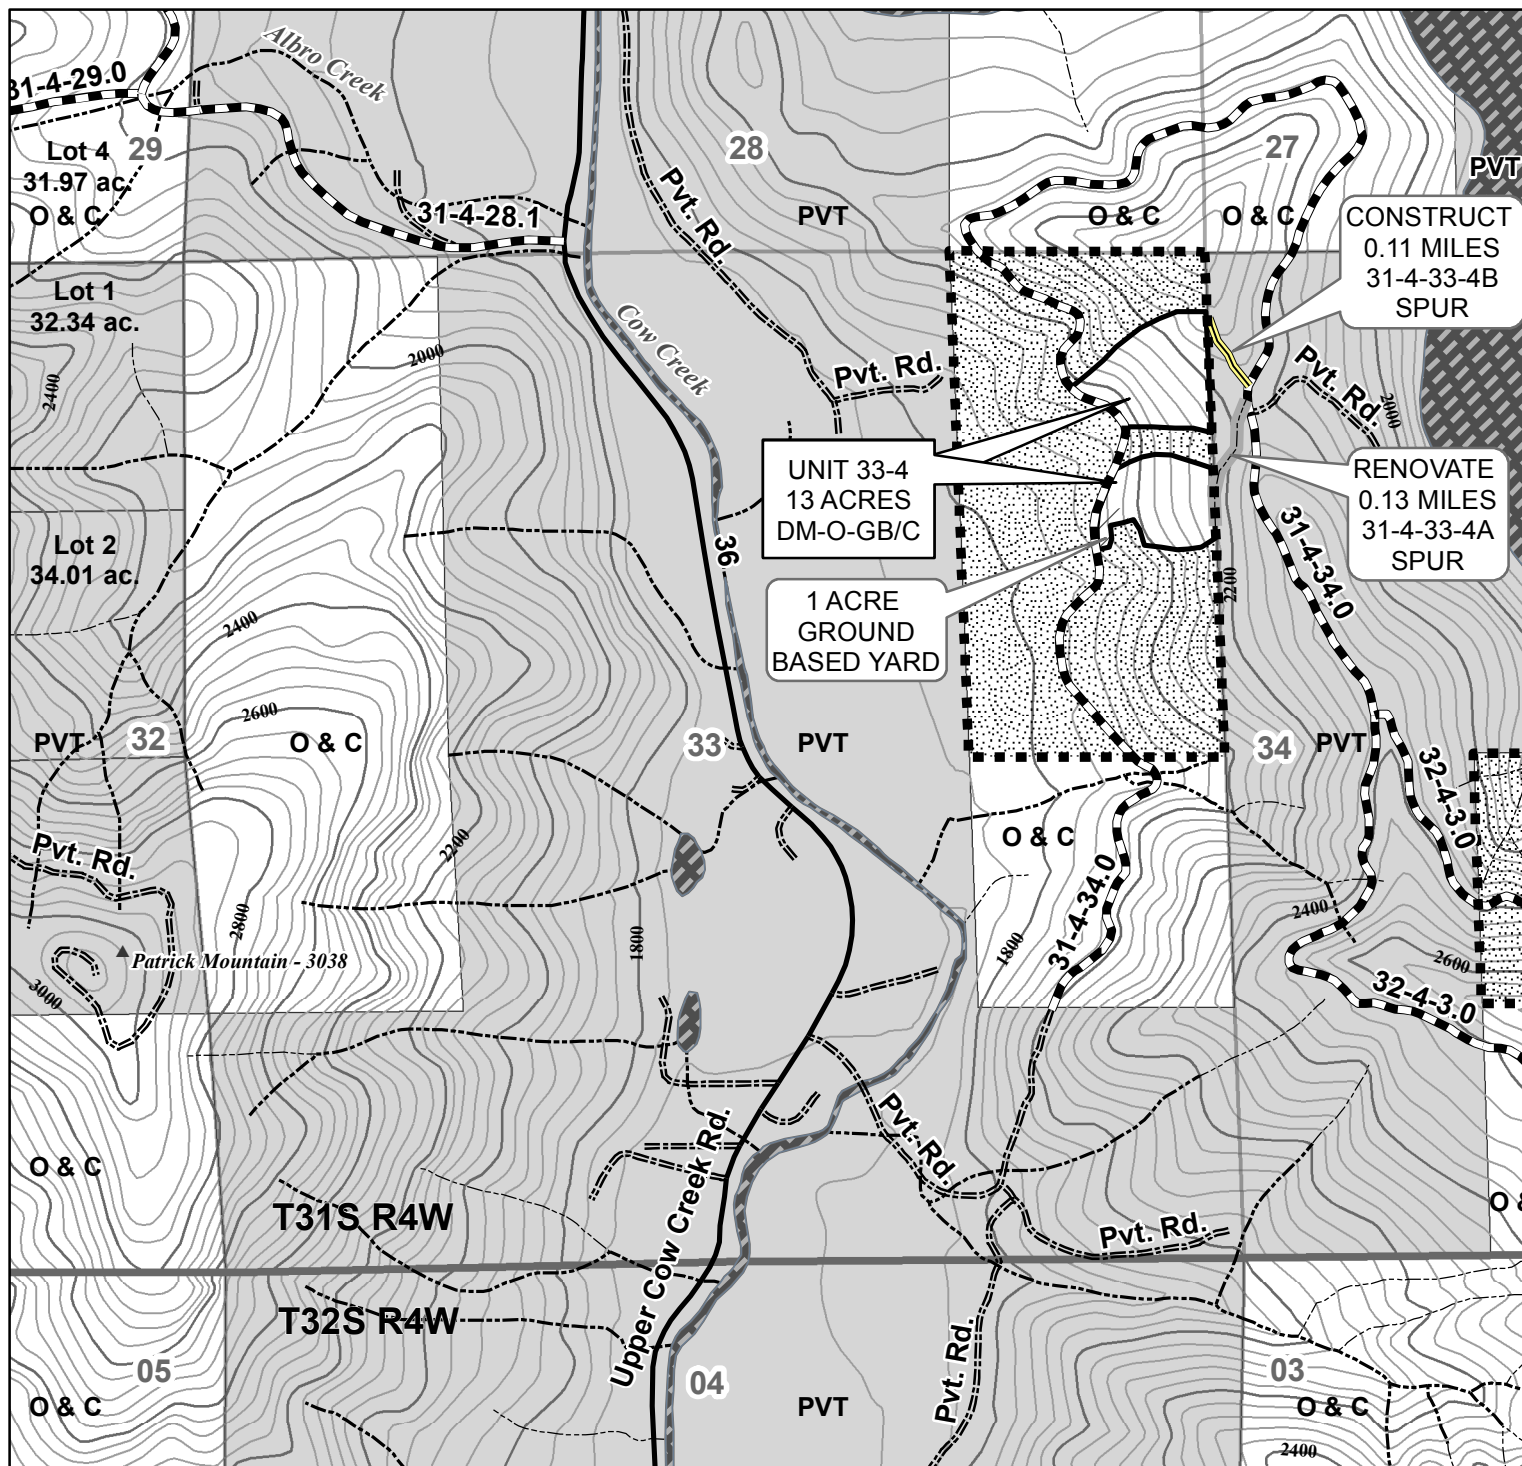 Albro Creek
31-4-29.0
29
Lot 4
31.97 ac.
O & C
28
Pvt. Rd.
PVT
27
PVT
31-4-28.1
O & C
O & C
CONSTRUCT
0.11 MILES
31-4-33-4B
SPUR
Lot 1
32.34 ac.
Cow Creek
2000
2400
Pvt. Rd.
Pvt. Rd.
2000
UNIT 33-4
13 ACRES
DM-O-GB/C
RENOVATE
0.13 MILES
31-4-33-4A
SPUR
Lot 2
34.01 ac.
36
31-4-34.0
2200
1 ACRE
GROUND
BASED YARD
2400
2600
PVT
32
O & C
33
PVT
34
PVT
32-4-3.0
Pvt. Rd.
2200
O & C
31-4-34.0
2800
1800
1800
2400
2600
Patrick Mountain - 3038
3000
32-4-3.0
Pvt. Rd.
O & C
T31S R4W
Upper Cow Creek Rd.
Pvt. Rd.
O &
T32S R4W
05
04
Pvt. Rd.
03
O & C
PVT
O & C
2400